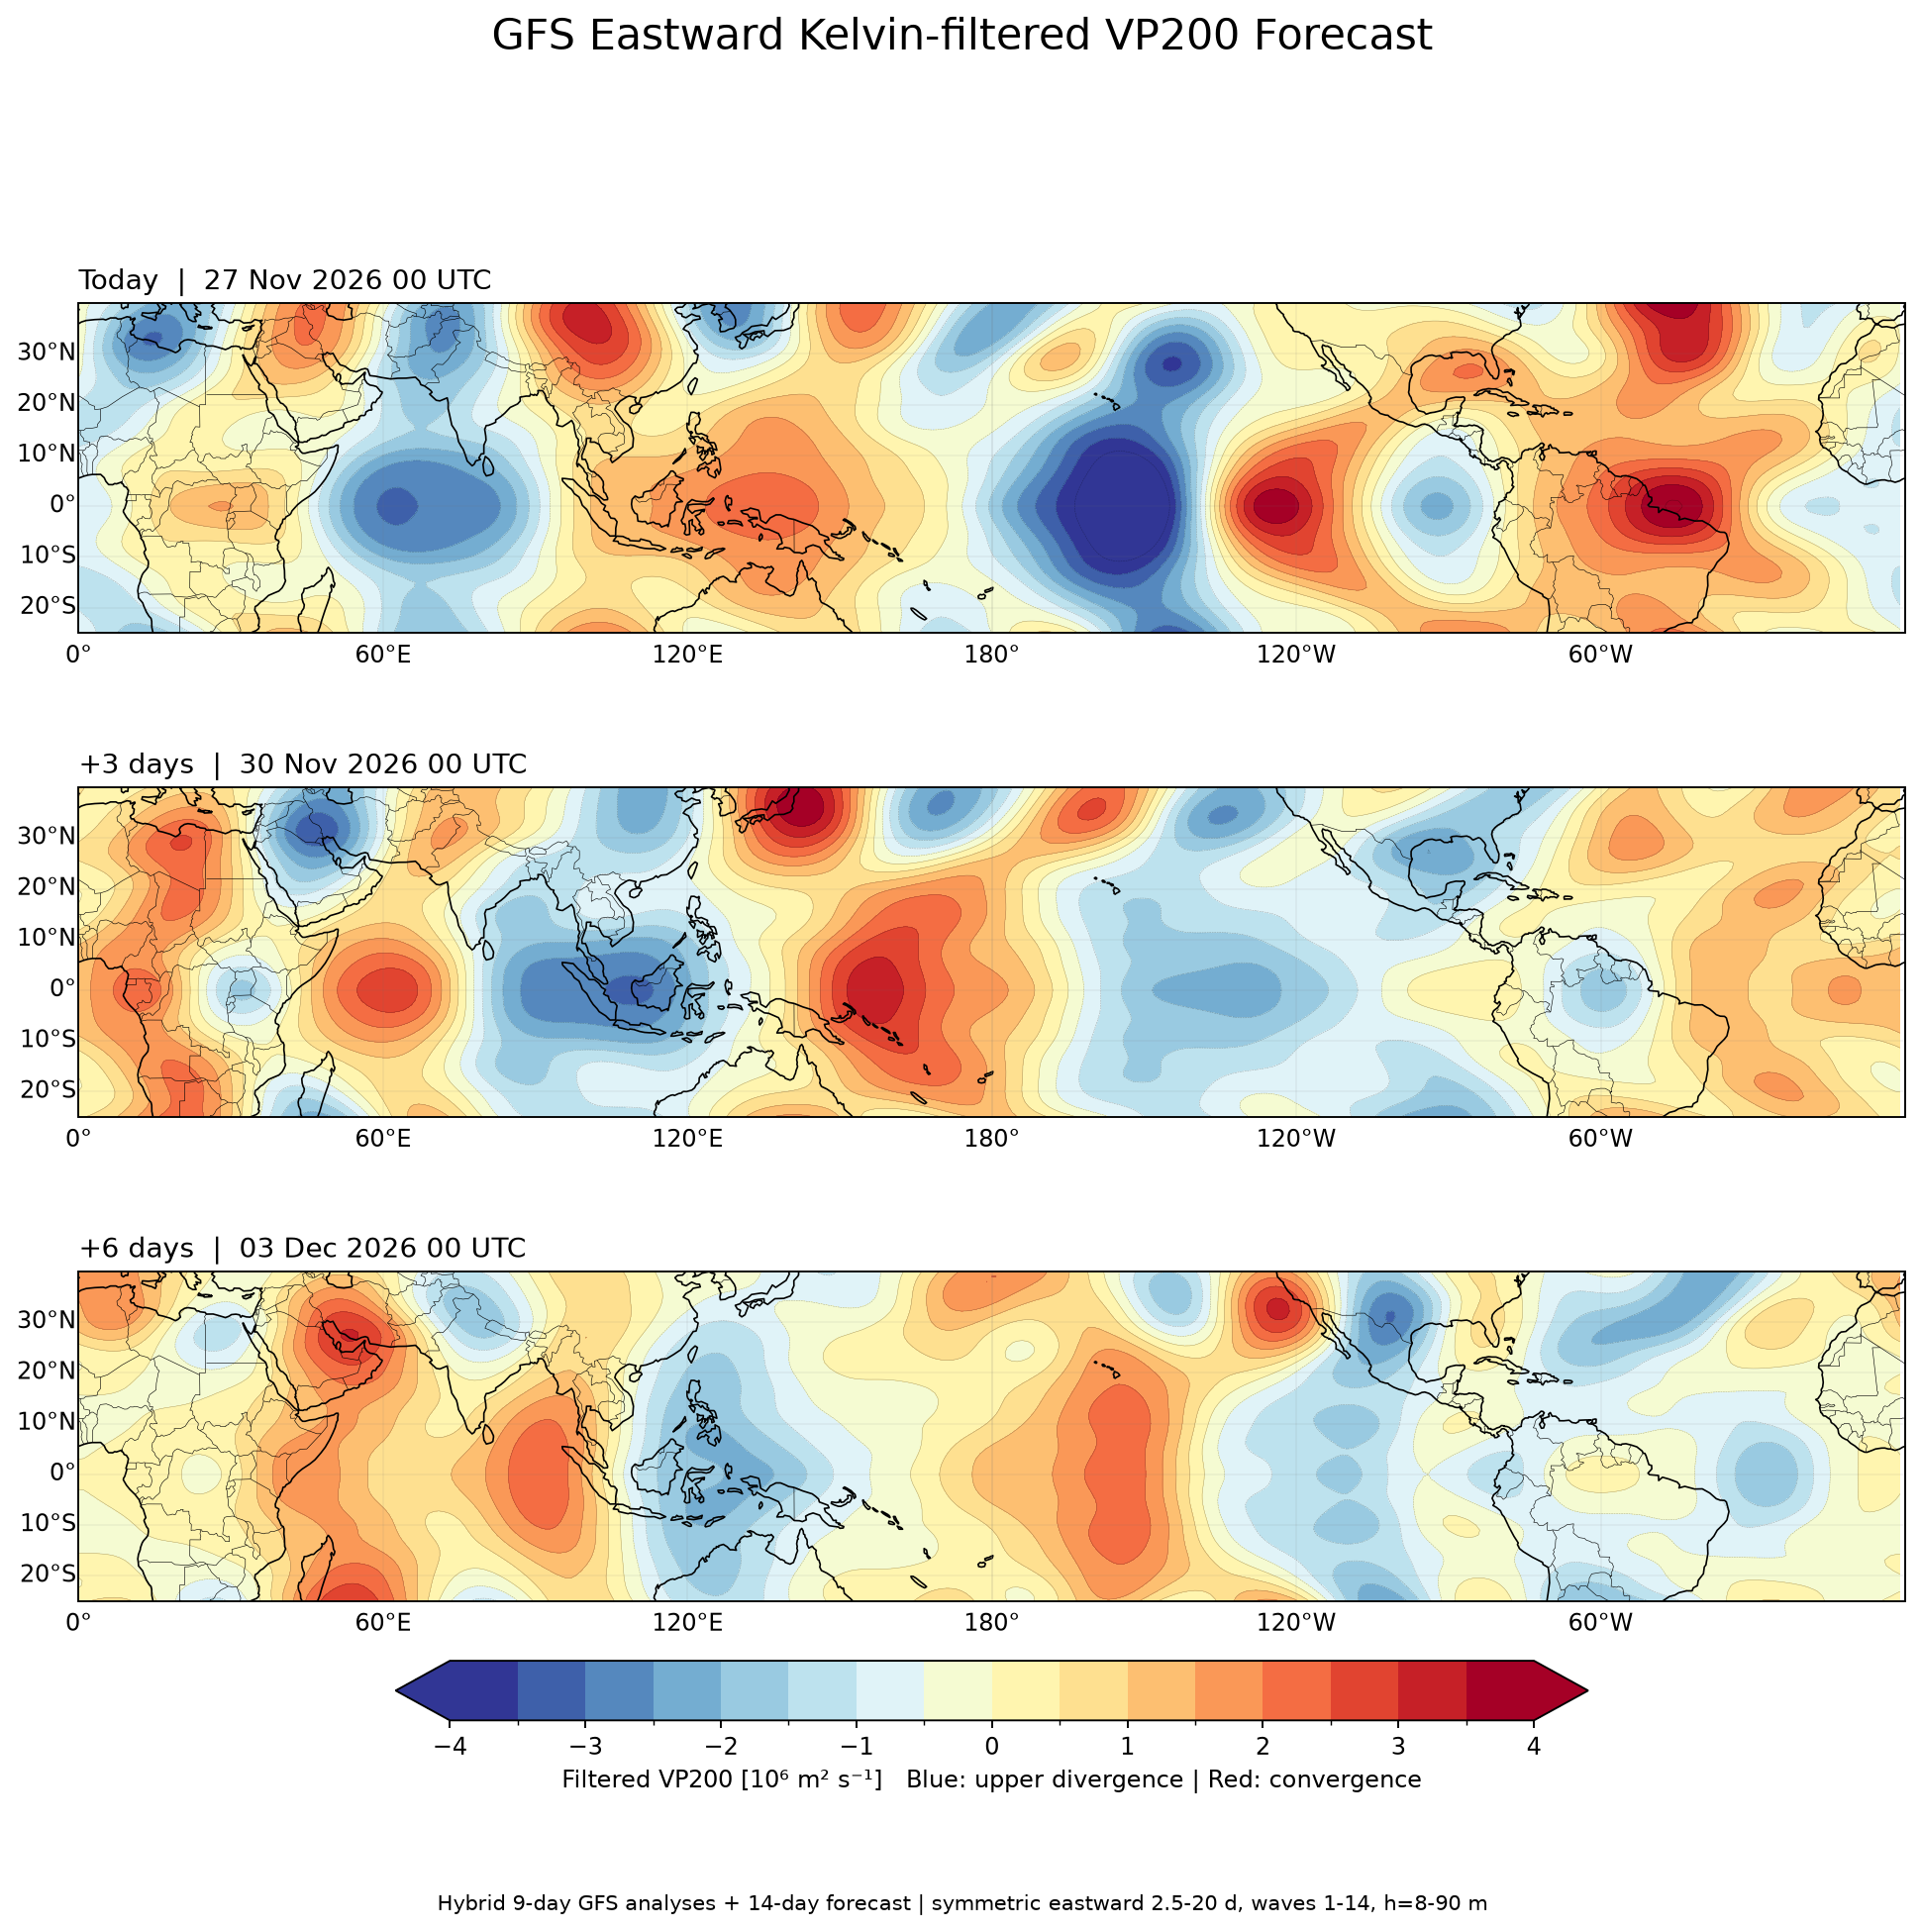 GFS Eastward Kelvin-filtered VP200 Forecast
Today | 27 Nov 2026 00 UTC
30°N
20°N
10°N
0°
10°S
20°S
0° 60°E 120°E 180° 120°W 60°W
+3 days | 30 Nov 2026 00 UTC
30°N
20°N
10°N
0°
10°S
20°S
0° 60°E 120°E 180° 120°W 60°W
+6 days | 03 Dec 2026 00 UTC
30°N
20°N
10°N
0°
10°S
20°S
0° 60°E 120°E 180° 120°W 60°W
−4 −3 −2 −1 0 1 2 3 4
Filtered VP200 [10⁶ m² s⁻¹] Blue: upper divergence | Red: convergence
Hybrid 9-day GFS analyses + 14-day forecast | symmetric eastward 2.5-20 d, waves 1-14, h=8-90 m